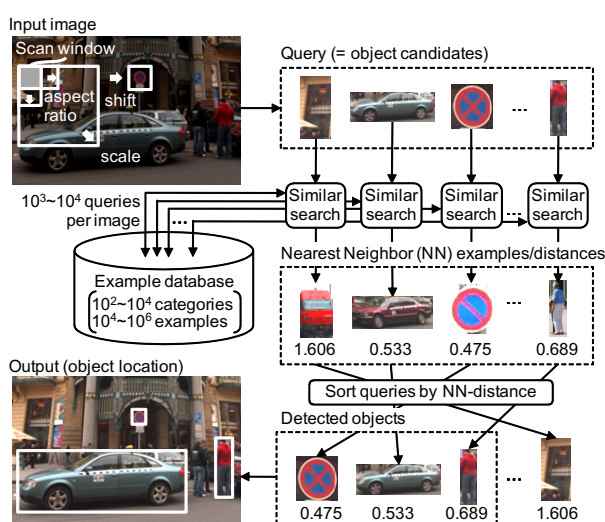 Input image
Scan window
aspect
ratio
shift
scale
Query (= object candidates)
...
10³~10⁴ queries
per image
...
Similar
search
Similar
search
Similar
search
...
Similar
search
Example database
10²~10⁴ categories
10⁴~10⁶ examples
Nearest Neighbor (NN) examples/distances
...
1.606 0.533 0.475 0.689
Sort queries by NN-distance
Output (object location)
Detected objects
...
0.475 0.533 0.689 1.606